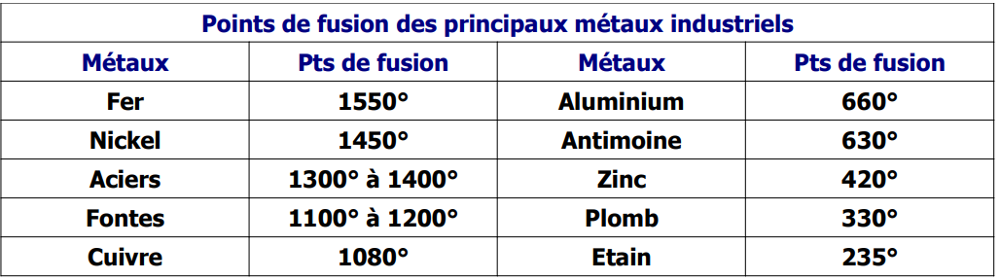 Points de fusion des principaux métaux industriels
Métaux Pts de fusion Métaux Pts de fusion
Fer 1550° Aluminium 660°
Nickel 1450° Antimoine 630°
Aciers 1300° à 1400° Zinc 420°
Fontes 1100° à 1200° Plomb 330°
Cuivre 1080° Etain 235°